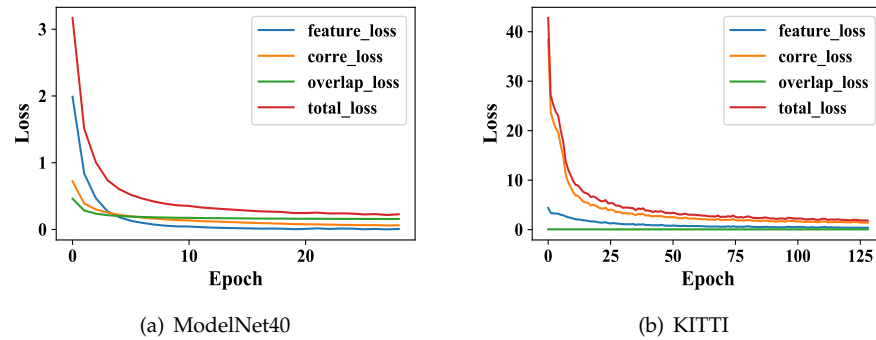 feature_loss
corre_loss
overlap_loss
total_loss
3
2
1
0
Loss
0
10
20
Epoch
(a) ModelNet40
feature_loss
corre_loss
overlap_loss
total_loss
40
30
20
10
0
Loss
0
25
50
75
100
125
Epoch
(b) KITTI